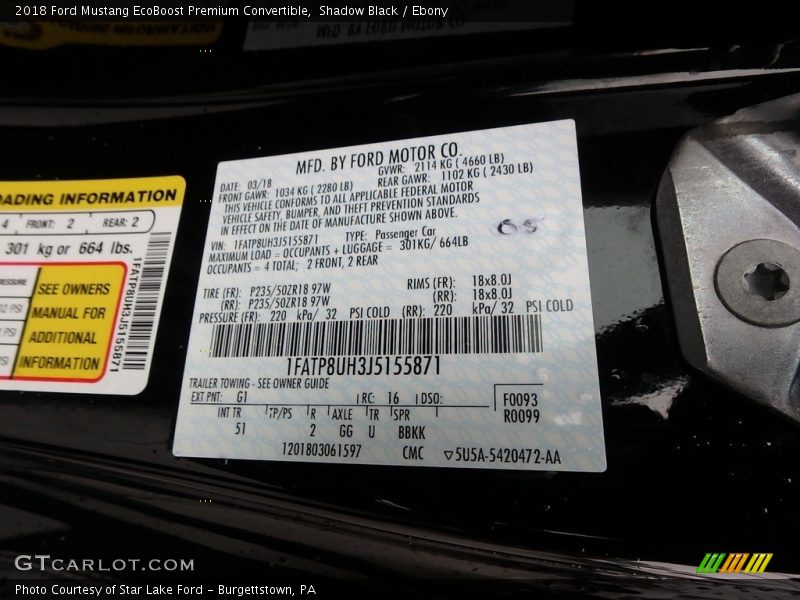 2018 Ford Mustang EcoBoost Premium Convertible,  Shadow Black / Ebony
OADING INFORMATION
4 FRONT: 2 REAR: 2
301 kg or 664 lbs.
SEE OWNERS
MANUAL FOR
ADDITIONAL
INFORMATION
1FATP8UH3J5155871
MFD. BY FORD MOTOR CO.
DATE: 03/18 GVWR: 2114 KG ( 4660 LB)
FRONT GAWR: 1034 KG ( 2280 LB) REAR GAWR: 1102 KG ( 2430 LB)
THIS VEHICLE CONFORMS TO ALL APPLICABLE FEDERAL MOTOR
VEHICLE SAFETY, BUMPER, AND THEFT PREVENTION STANDARDS
IN EFFECT ON THE DATE OF MANUFACTURE SHOWN ABOVE.
VIN: 1FATP8UH3J5155871 TYPE: Passenger Car
MAXIMUM LOAD = OCCUPANTS + LUGGAGE = 301KG/ 664LB
OCCUPANTS = 4 TOTAL; 2 FRONT, 2 REAR
TIRE (FR): P235/50ZR18 97W RIMS (FR): 18x8.0J
(RR): P235/50ZR18 97W (RR): 18x8.0J
PRESSURE (FR): 220 kPa/ 32 PSI COLD (RR): 220 kPa/ 32 PSI COLD
1FATP8UH3J5155871
TRAILER TOWING - SEE OWNER GUIDE
EXT PNT: G1 RC: 16 DSO: F0093
R0099
INT TR TP/PS R AXLE TR SPR
51 2 GG U BBKK
1201803061597 CMC ▽5U5A-5420472-AA
GTCARLOT.COM
Photo Courtesy of Star Lake Ford – Burgettstown, PA